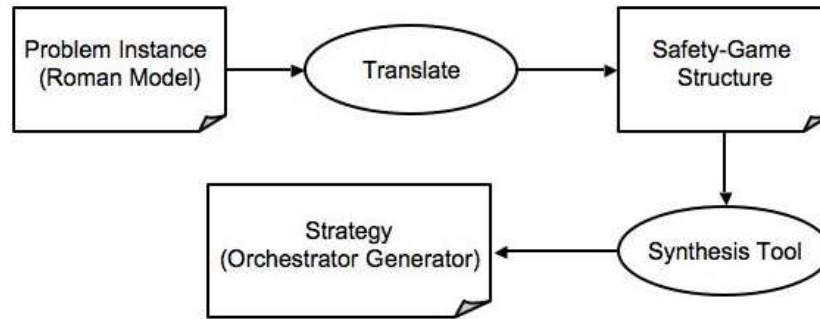 Problem Instance
(Roman Model)
Translate
Safety-Game
Structure
Synthesis Tool
Strategy
(Orchestrator Generator)